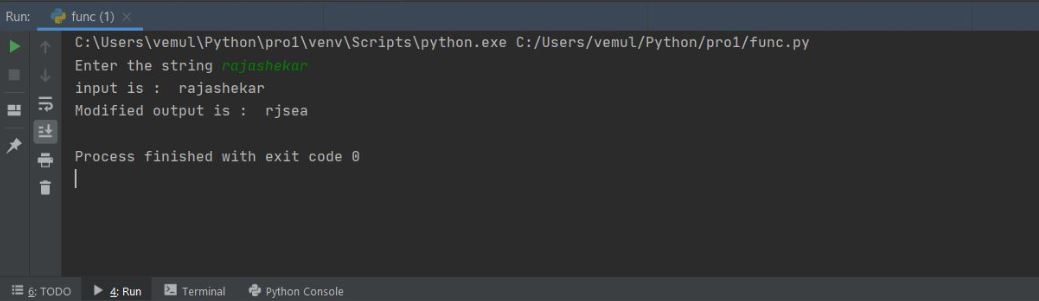 Run: func (1)
C:\Users\vemul\Python\pro1\venv\Scripts\python.exe C:/Users/vemul/Python/pro1/func.py
Enter the string rajashekar
input is :  rajashekar
Modified output is :  rjsea
Process finished with exit code 0
6: TODO 4: Run Terminal Python Console